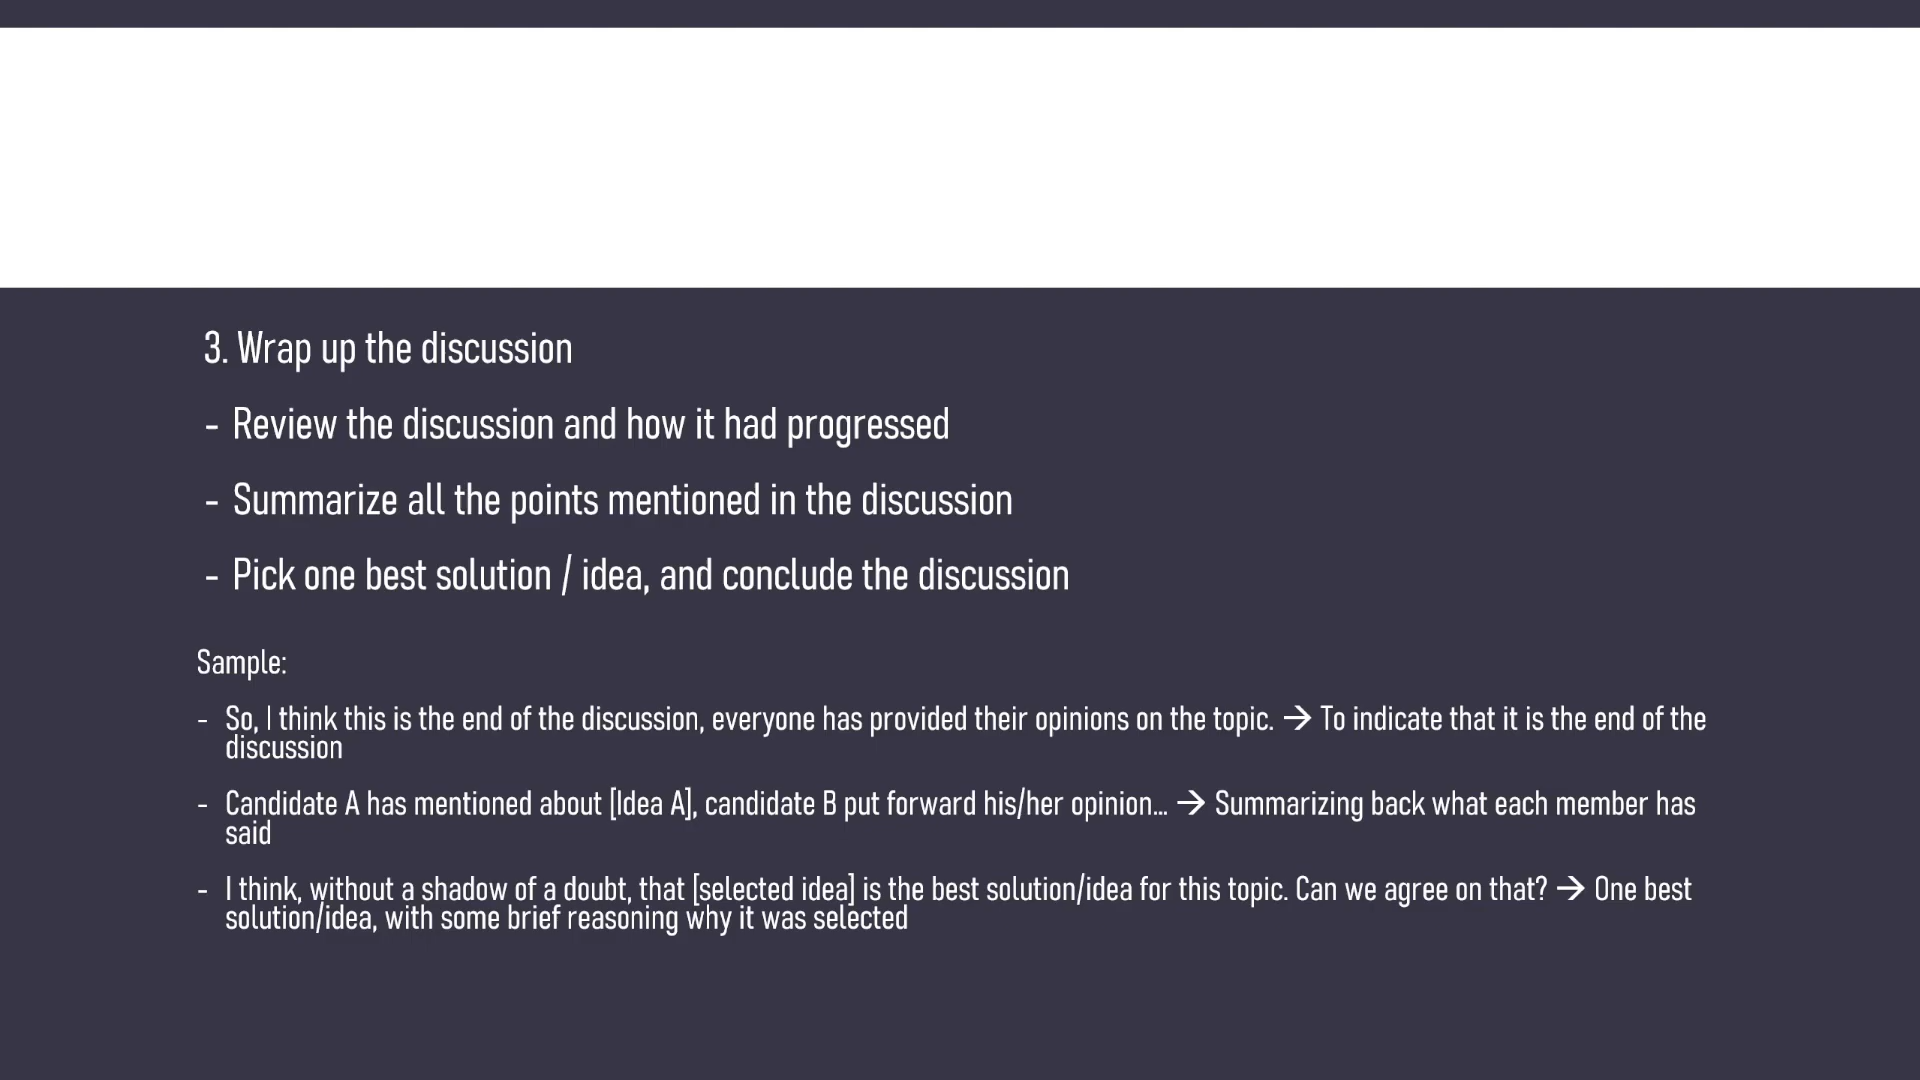 3. Wrap up the discussion
- Review the discussion and how it had progressed
- Summarize all the points mentioned in the discussion
- Pick one best solution / idea, and conclude the discussion
Sample:
- So, I think this is the end of the discussion, everyone has provided their opinions on the topic. → To indicate that it is the end of the
discussion
- Candidate A has mentioned about [Idea A], candidate B put forward his/her opinion... → Summarizing back what each member has
said
- I think, without a shadow of a doubt, that [selected idea] is the best solution/idea for this topic. Can we agree on that? → One best
solution/idea, with some brief reasoning why it was selected